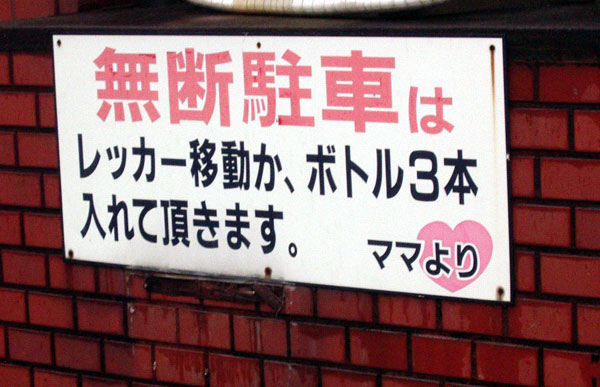 無断駐車は
レッカー移動か、ボトル3本
入れて頂きます。
ママより